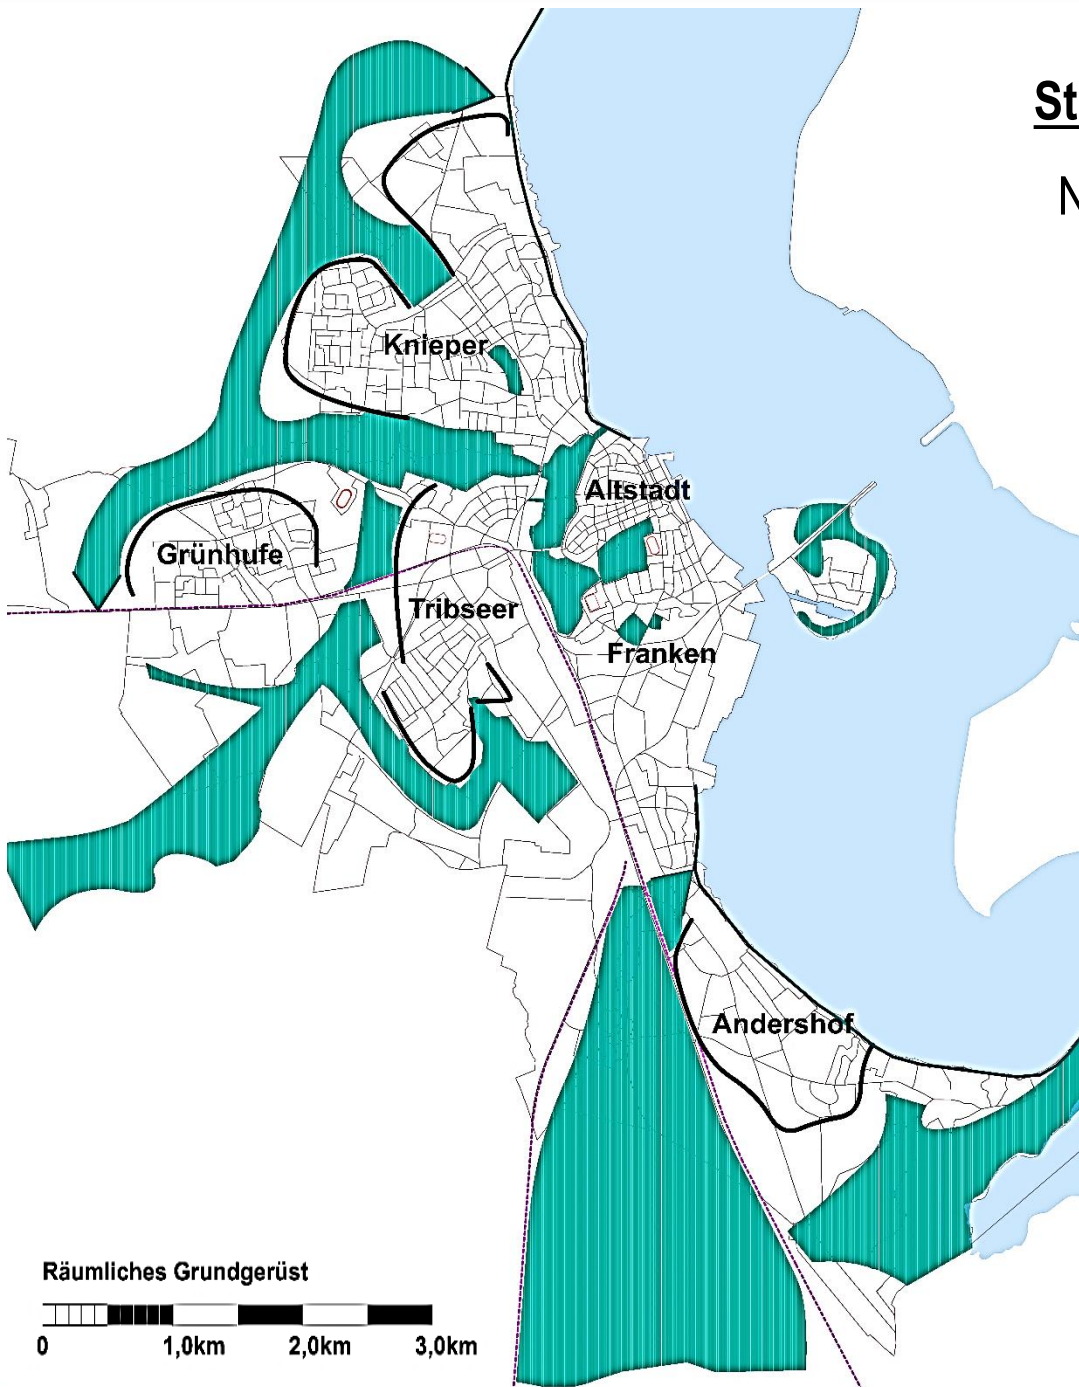 St
N
Knieper
Altstadt
Grünhufe
Tribseer
Franken
Andershof
Räumliches Grundgerüst
0 1,0km 2,0km 3,0km